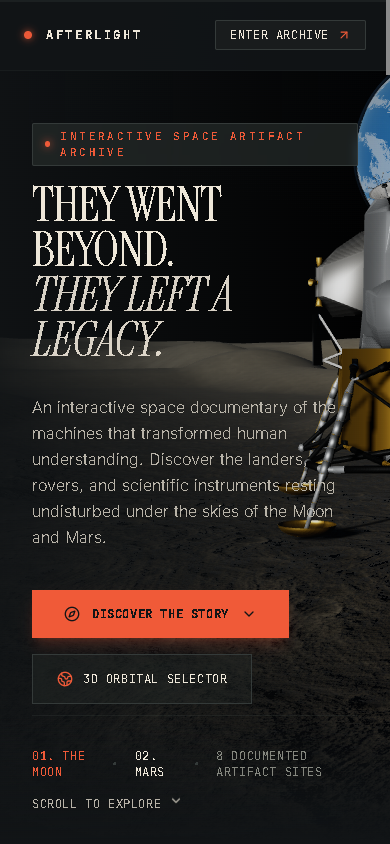 AFTERLIGHT
ENTER ARCHIVE
INTERACTIVE SPACE ARTIFACT
ARCHIVE
THEY WENT
BEYOND.
THEY LEFT A
LEGACY.
An interactive space documentary of the
machines that transformed human
understanding. Discover the landers,
rovers, and scientific instruments resting
undisturbed under the skies of the Moon
and Mars.
DISCOVER THE STORY
3D ORBITAL SELECTOR
01. THE
MOON
02.
MARS
8 DOCUMENTED
ARTIFACT SITES
SCROLL TO EXPLORE